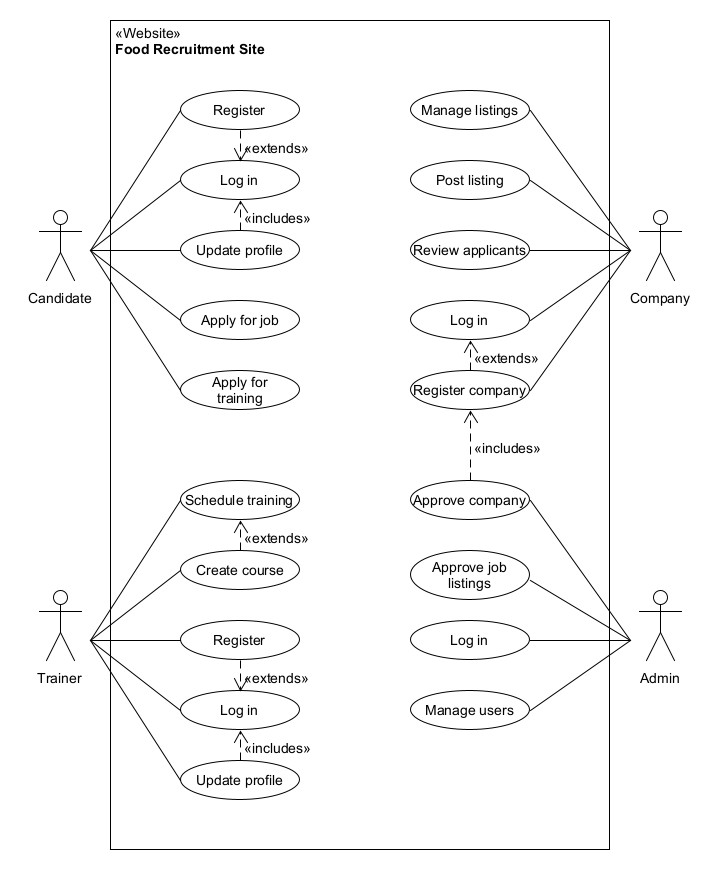 «Website»
Food Recruitment Site
Register
«extends»
Log in
«includes»
Update profile
Apply for job
Apply for
training
Candidate
Manage listings
Post listing
Review applicants
Log in
«extends»
Register company
«includes»
Company
Schedule training
«extends»
Create course
Register
«extends»
Log in
«includes»
Update profile
Trainer
Approve company
Approve job
listings
Log in
Manage users
Admin